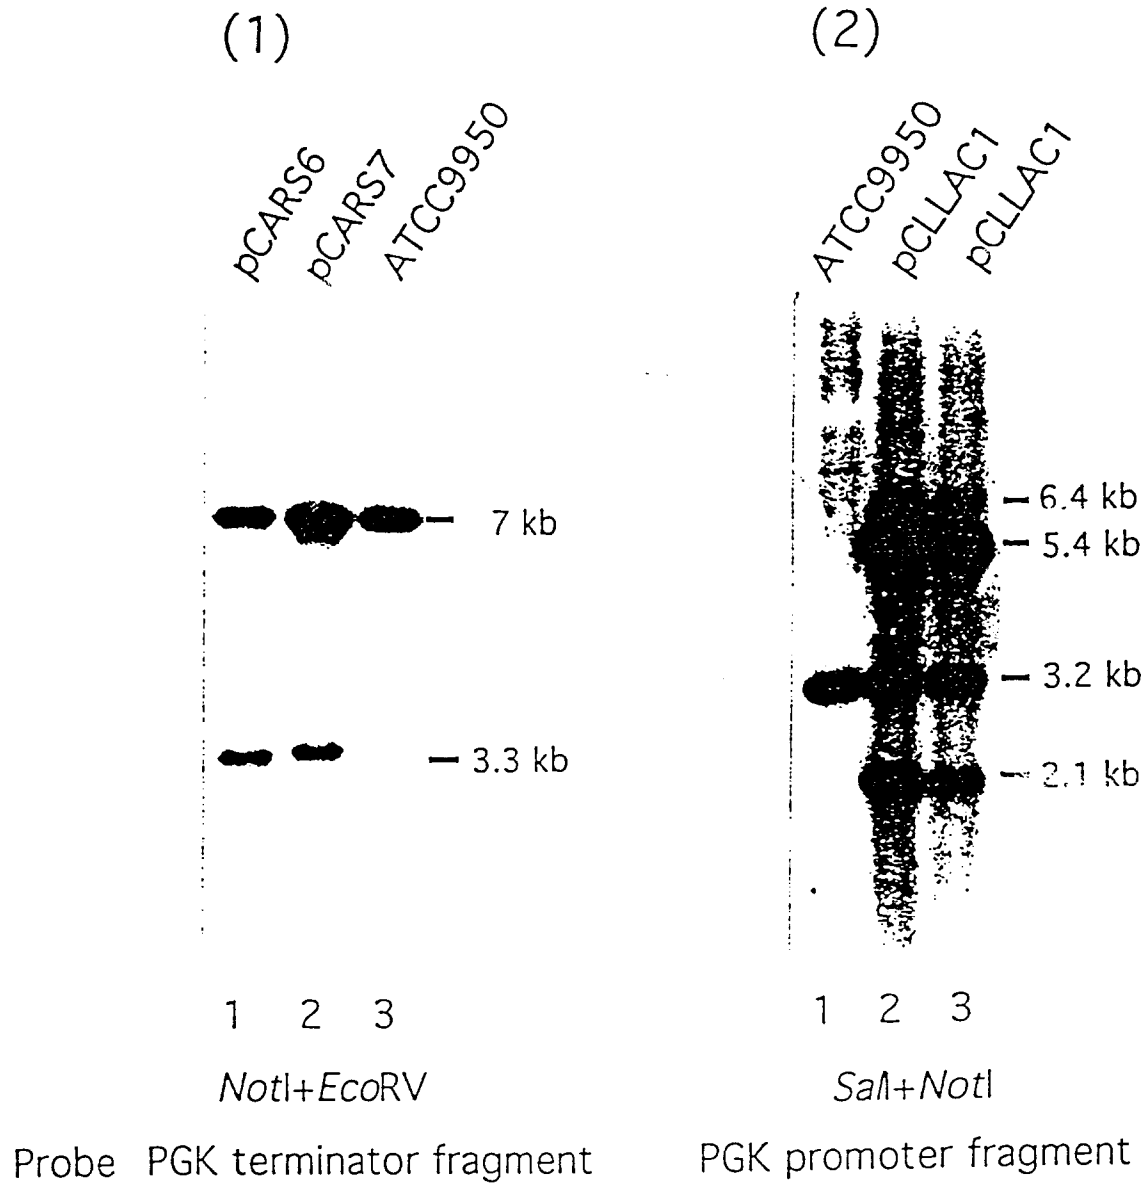 (1)
(2)
pCARS6
pCARS7
ATCC9950
ATCC9950
pCLLAC1
pCLLAC1
7 kb
3.3 kb
6.4 kb
5.4 kb
3.2 kb
2.1 kb
1 2 3
1 2 3
NotI+EcoRV
SalI+NotI
Probe PGK terminator fragment
PGK promoter fragment